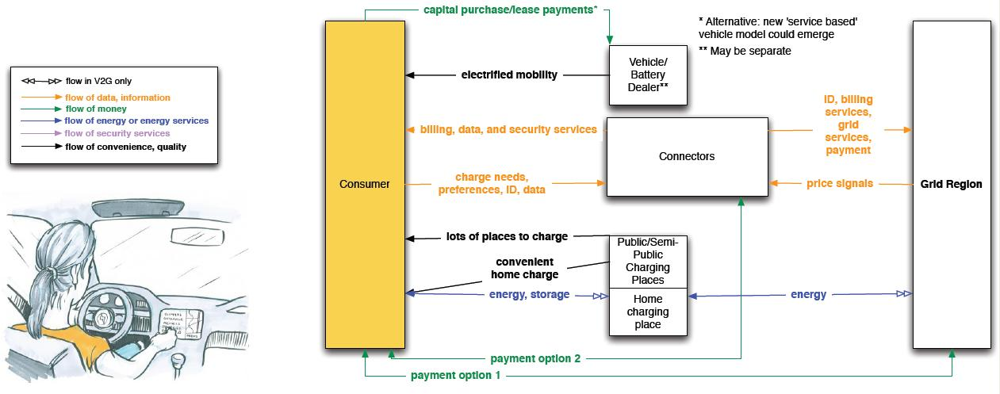 capital purchase/lease payments*
* Alternative: new 'service based'
vehicle model could emerge
** May be separate
flow in V2G only
flow of data, information
flow of money
flow of energy or energy services
flow of security services
flow of convenience, quality
Vehicle/
Battery
Dealer**
electrified mobility
ID, billing
services,
grid
services,
payment
billing, data, and security services
Connectors
Consumer
charge needs,
preferences, ID, data
price signals
Grid Region
lots of places to charge
Public/Semi-
Public
Charging
Places
convenient
home charge
energy, storage
Home
charging
place
energy
payment option 2
payment option 1